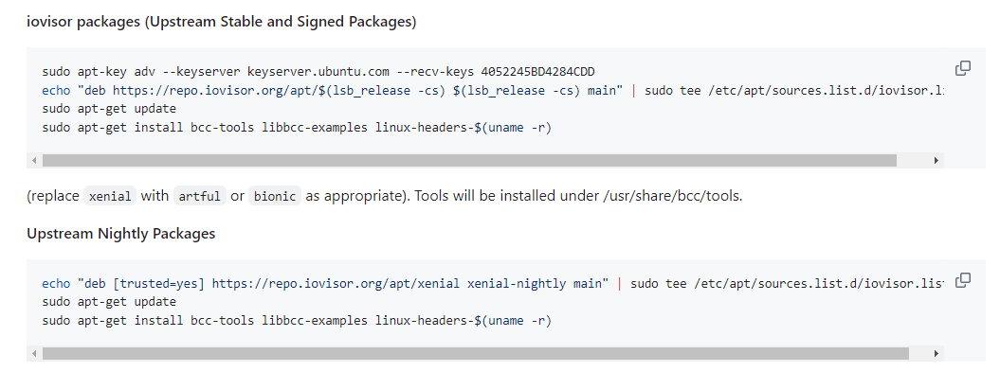 iovisor packages (Upstream Stable and Signed Packages)
sudo apt-key adv --keyserver keyserver.ubuntu.com --recv-keys 4052245BD4284CDD
echo "deb https://repo.iovisor.org/apt/$(lsb_release -cs) $(lsb_release -cs) main" | sudo tee /etc/apt/sources.list.d/iovisor.li
sudo apt-get update
sudo apt-get install bcc-tools libbcc-examples linux-headers-$(uname -r)
(replace xenial with artful or bionic as appropriate). Tools will be installed under /usr/share/bcc/tools.
Upstream Nightly Packages
echo "deb [trusted=yes] https://repo.iovisor.org/apt/xenial xenial-nightly main" | sudo tee /etc/apt/sources.list.d/iovisor.lis
sudo apt-get update
sudo apt-get install bcc-tools libbcc-examples linux-headers-$(uname -r)